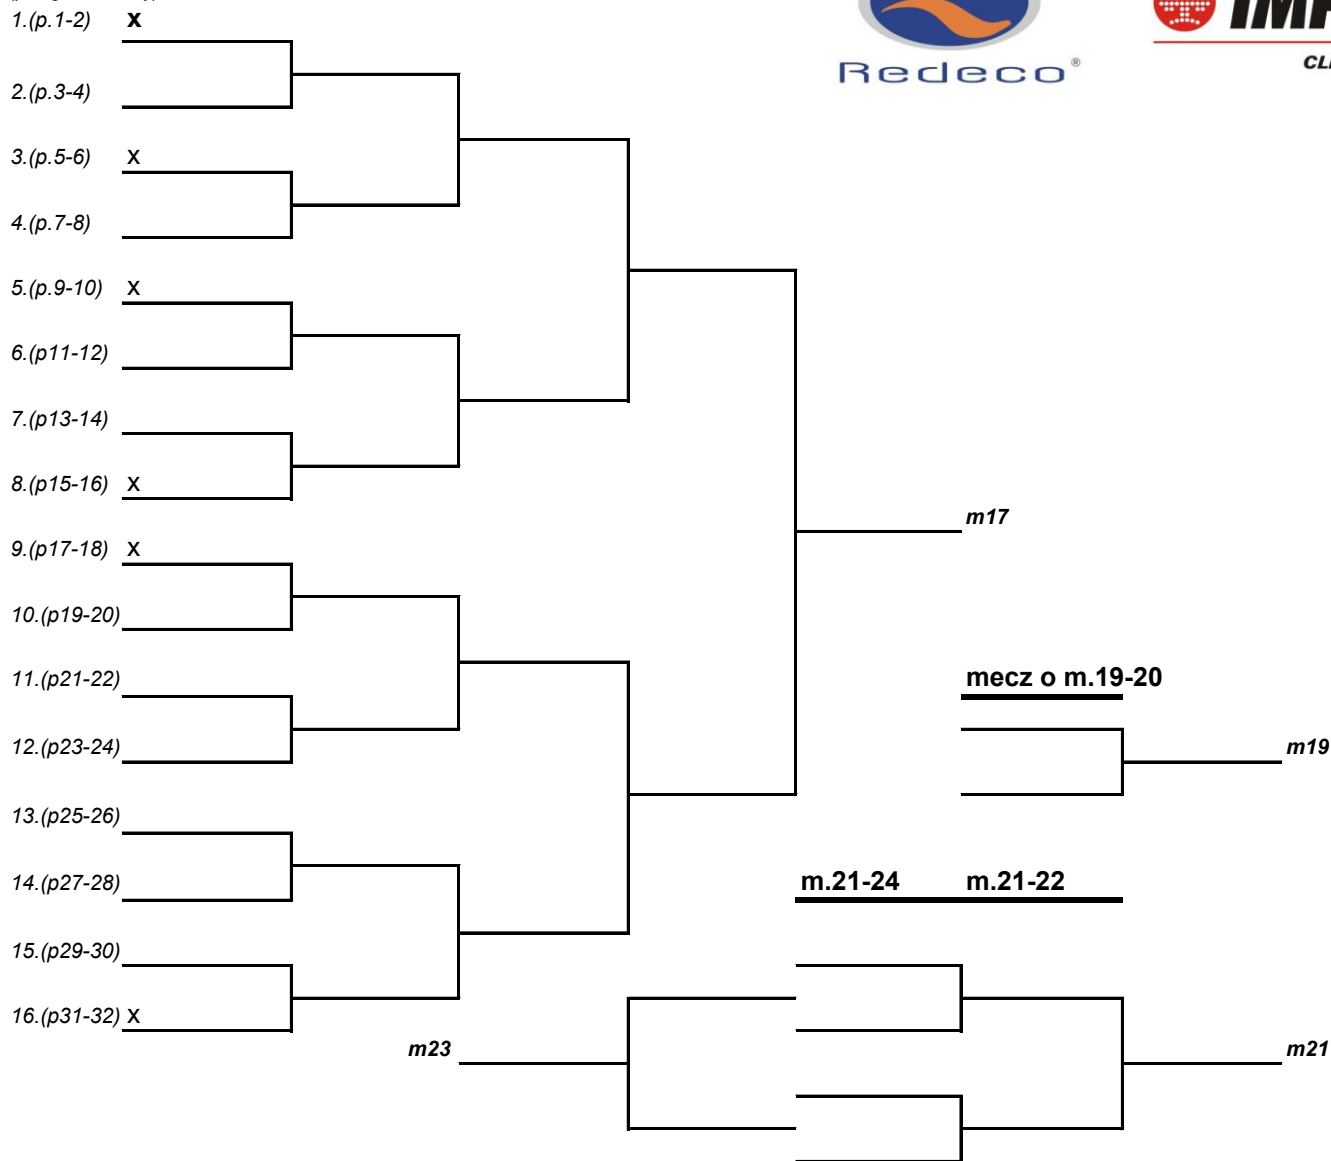 1.(p.1-2) x
Redeco®
2.(p.3-4)
3.(p.5-6) x
4.(p.7-8)
5.(p.9-10) x
6.(p11-12)
7.(p13-14)
8.(p15-16) x
m17
9.(p17-18) x
10.(p19-20)
11.(p21-22)
mecz o m.19-20
12.(p23-24)
m19
13.(p25-26)
14.(p27-28)
m.21-24 m.21-22
15.(p29-30)
16.(p31-32) x
m23
m21